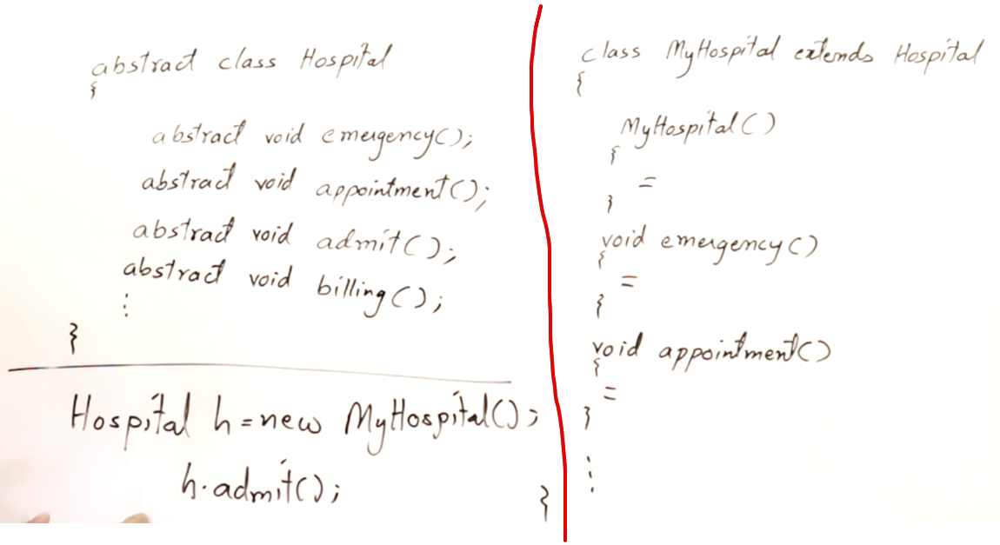 abstract class Hospital
{
abstract void emergency();
abstract void appointment();
abstract void admit();
abstract void billing();
⋮
}
Hospital h=new MyHospital();
h.admit();
class MyHospital extends Hospital
{
MyHospital()
{
=
}
void emergency()
{
=
}
void appointment()
{
=
}
⋮
}